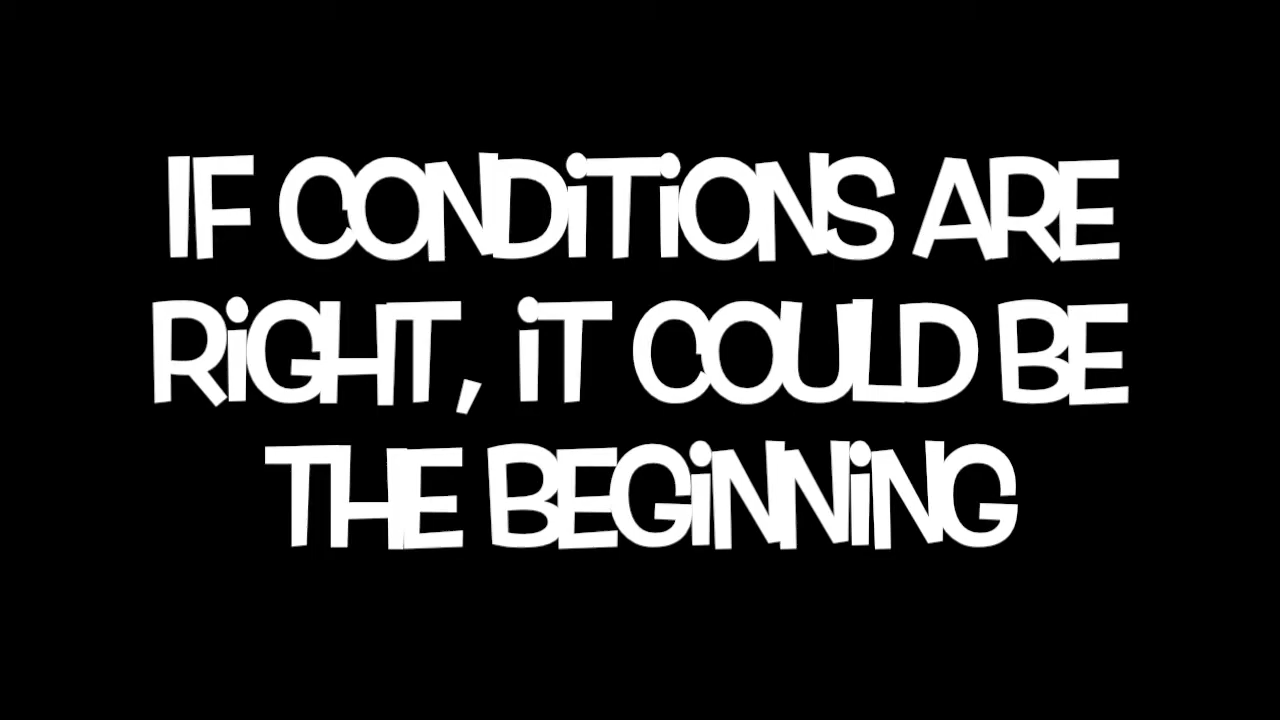 IF CONDITIONS ARE
RIGHT, IT COULD BE
THE BEGINNING